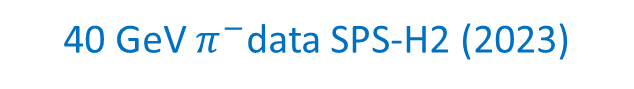 40 GeV π⁻ data SPS-H2 (2023)